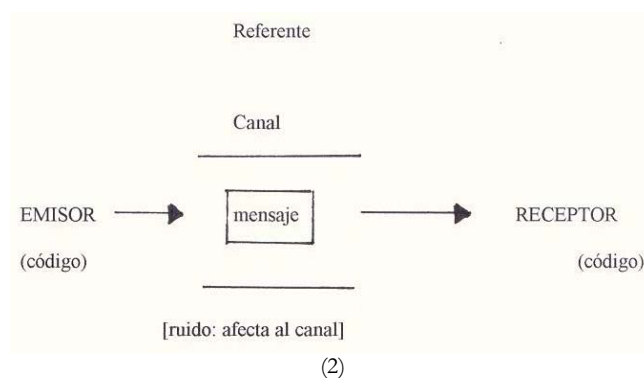 Referente
Canal
EMISOR mensaje RECEPTOR
(código) (código)
[ruido: afecta al canal]
(2)